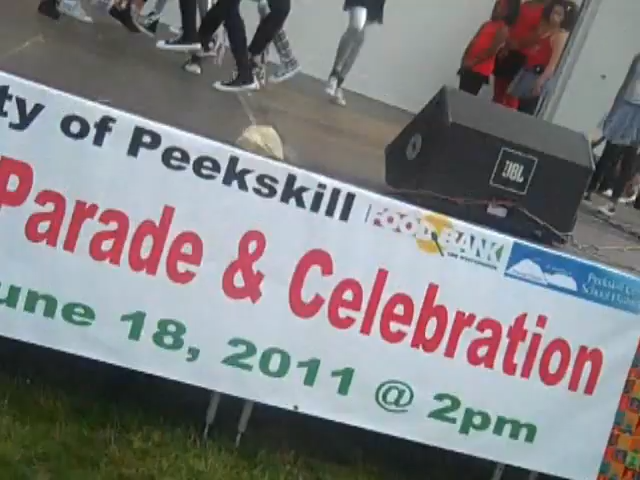 ty of Peekskill
FOOD BANK
Parade & Celebration
une 18, 2011 @ 2pm
JBL